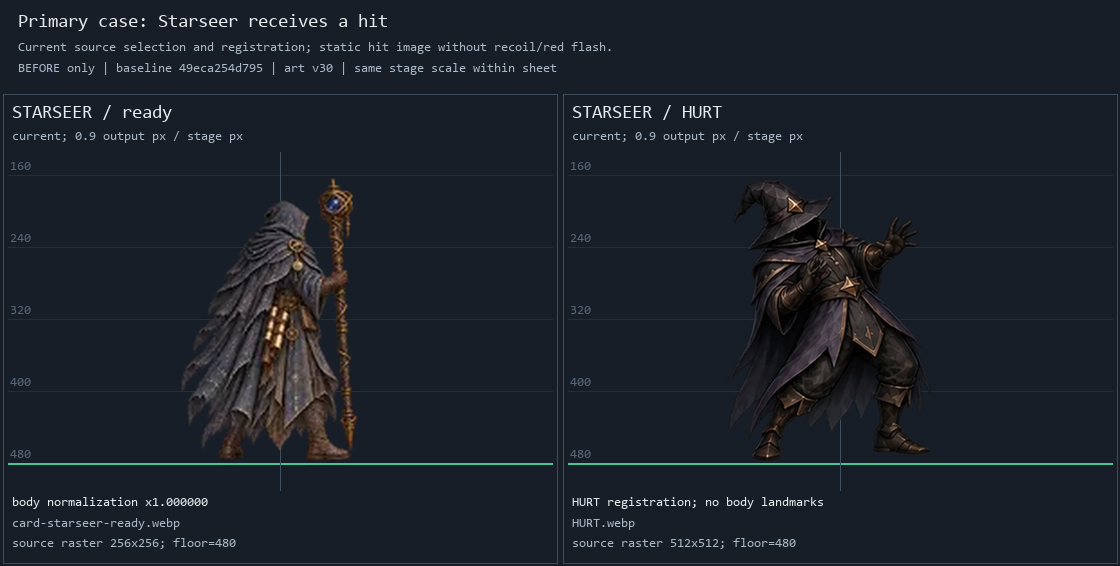 Primary case: Starseer receives a hit
Current source selection and registration; static hit image without recoil/red flash.
BEFORE only | baseline 49eca254d795 | art v30 | same stage scale within sheet
STARSEER / ready
current; 0.9 output px / stage px
160
240
320
400
480
body normalization x1.000000
card-starseer-ready.webp
source raster 256x256; floor=480
STARSEER / HURT
current; 0.9 output px / stage px
160
240
320
400
480
HURT registration; no body landmarks
HURT.webp
source raster 512x512; floor=480